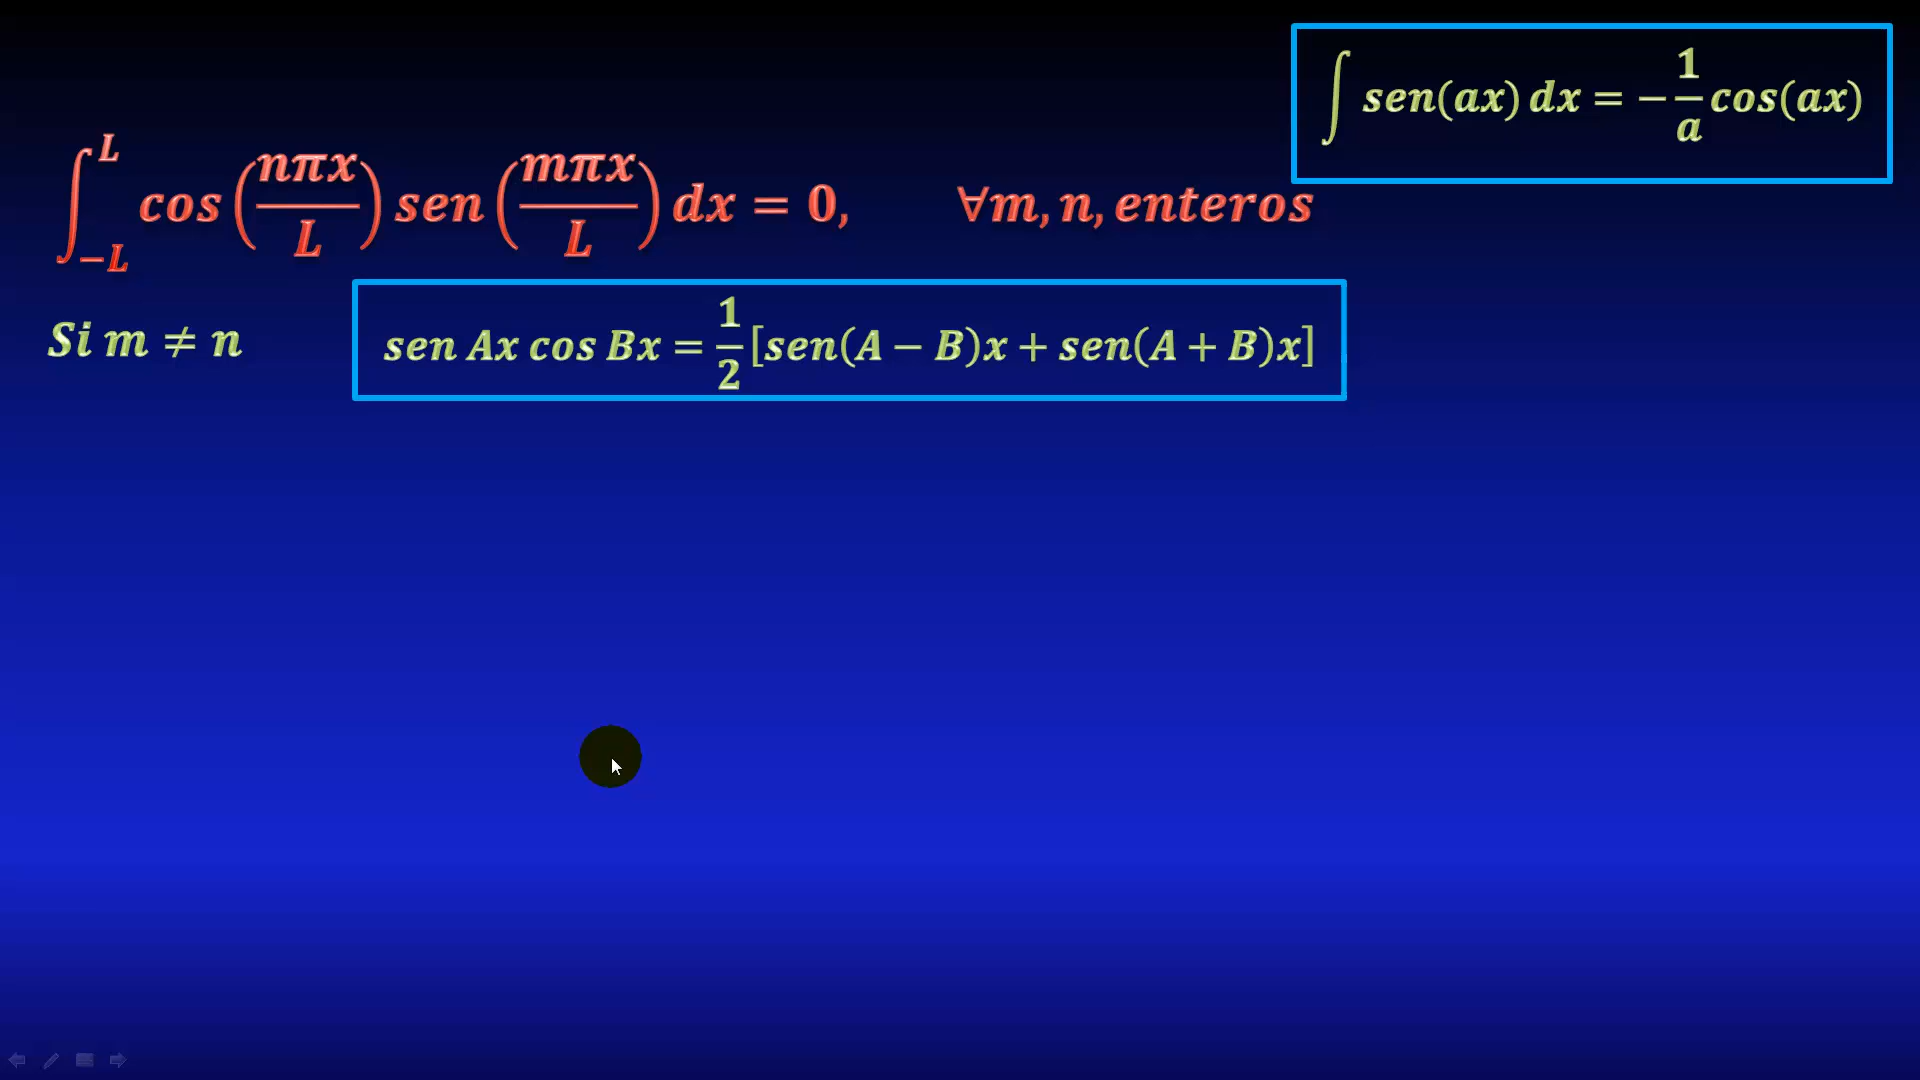 ∫ sen(ax) dx = −1/a cos(ax)
∫_{−L}^{L} cos(nπx/L) sen(mπx/L) dx = 0, ∀m, n, enteros
Si m ≠ n
sen Ax cos Bx = 1/2 [sen(A − B)x + sen(A + B)x]